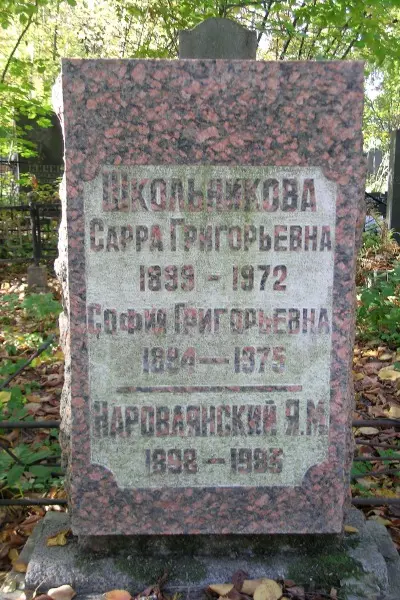 ШКОЛЬНИКОВА
САРРА ГРИГОРЬЕВНА
1899 - 1972
СОФИЯ ГРИГОРЬЕВНА
1894 — 1975
НАРОВЛЯНСКИЙ Я.М.
1898 — 1985